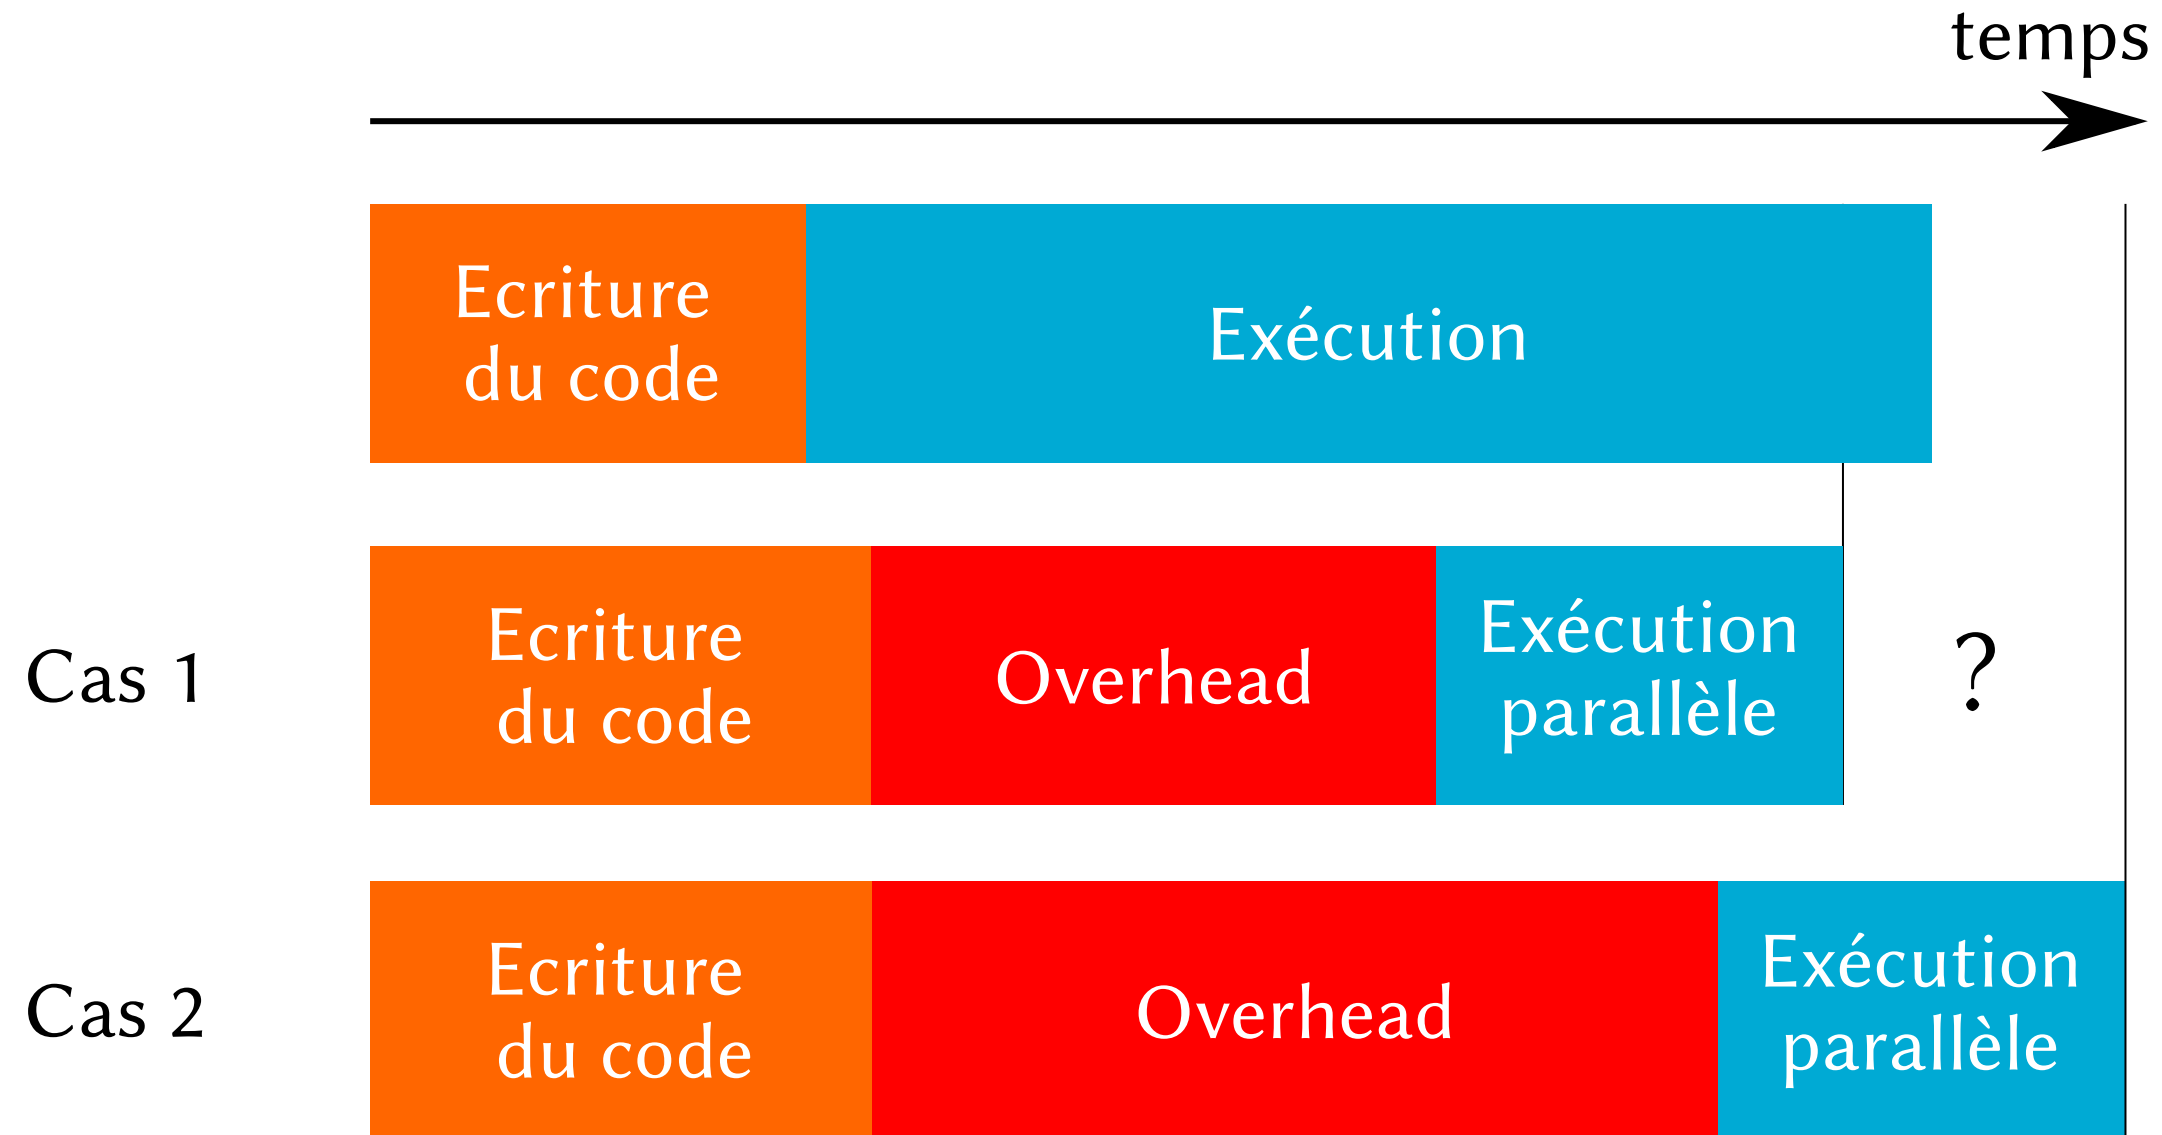 temps
Ecriture
du code
Exécution
Cas 1
Ecriture
du code
Overhead
Exécution
parallèle
?
Cas 2
Ecriture
du code
Overhead
Exécution
parallèle